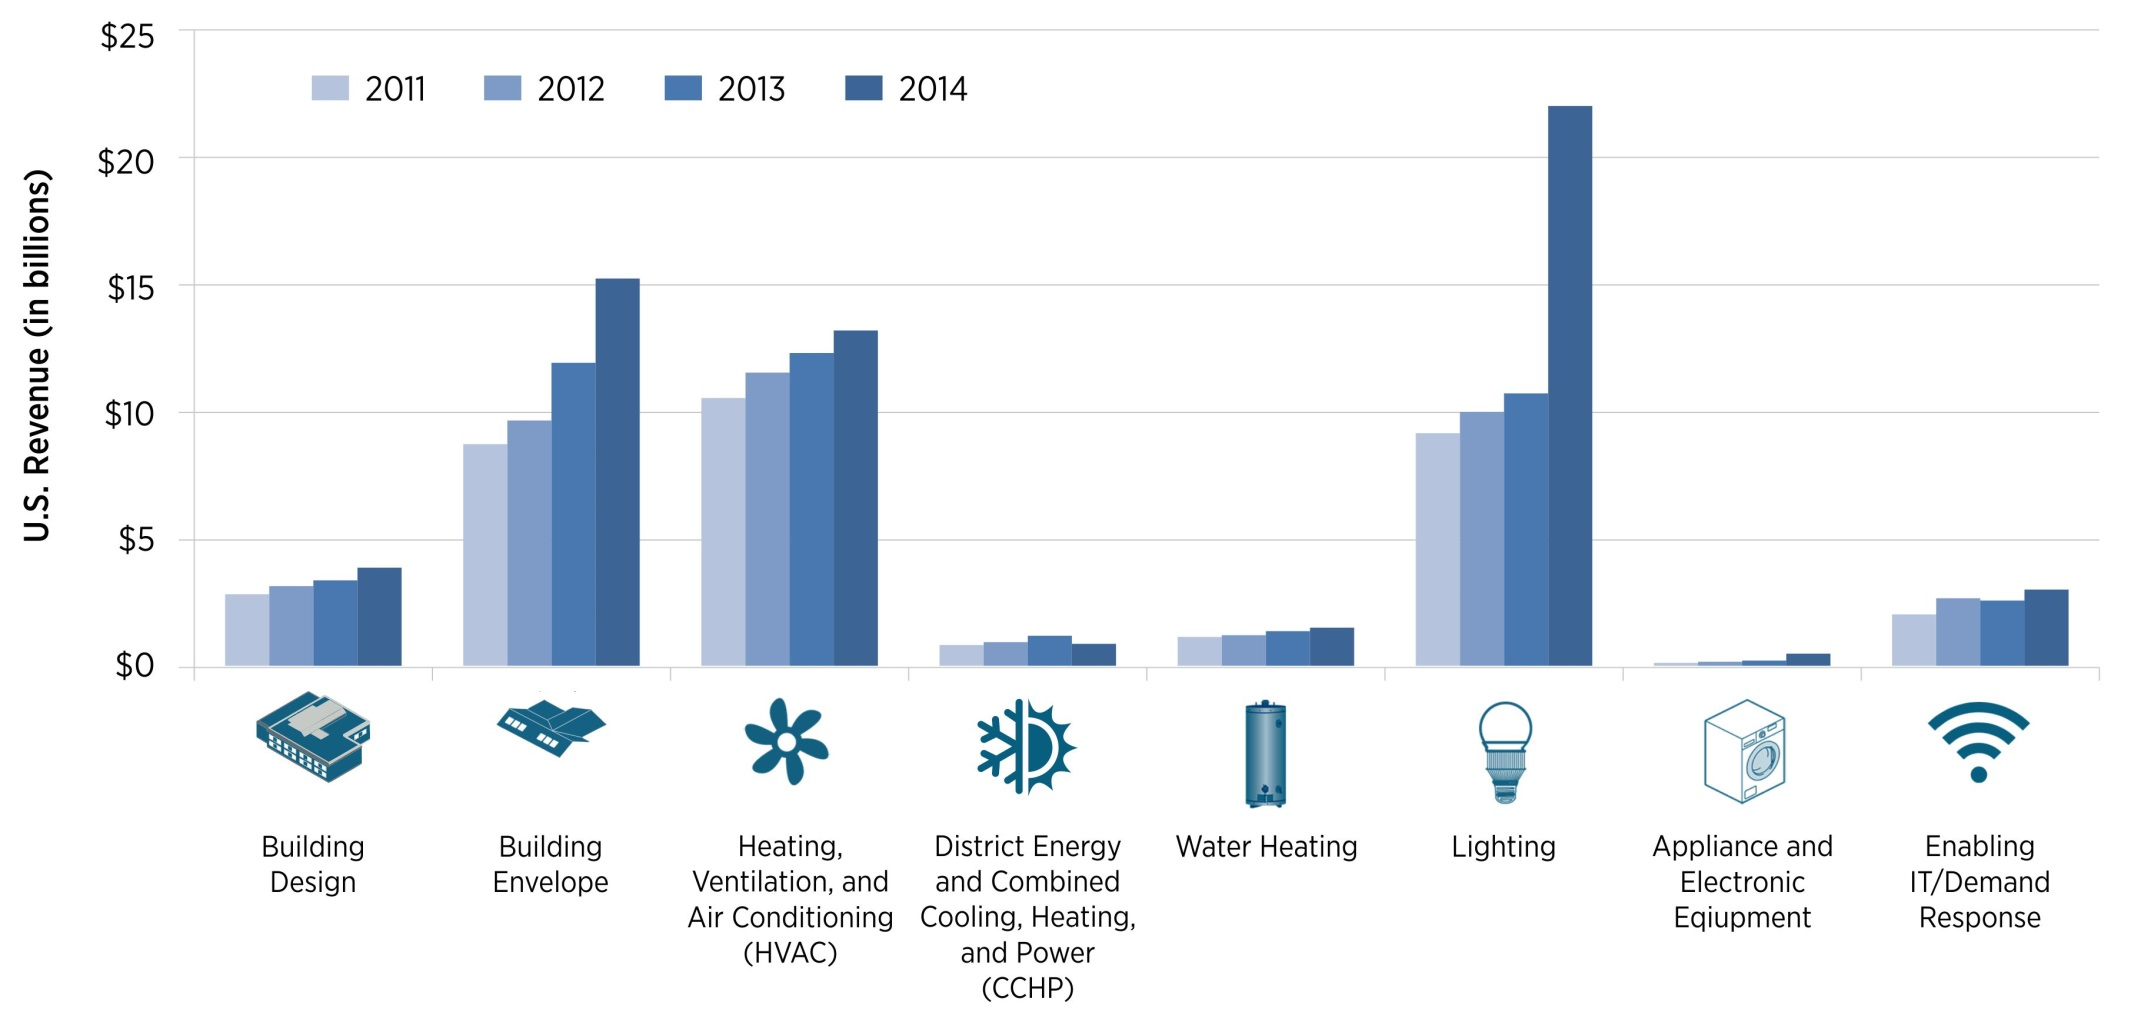 $25
2011
2012
2013
2014
$20
$15
$10
$5
$0
U.S. Revenue (in billions)
Building
Design
Building
Envelope
Heating,
Ventilation, and
Air Conditioning
(HVAC)
District Energy
and Combined
Cooling, Heating,
and Power
(CCHP)
Water Heating
Lighting
Appliance and
Electronic
Eqiupment
Enabling
IT/Demand
Response